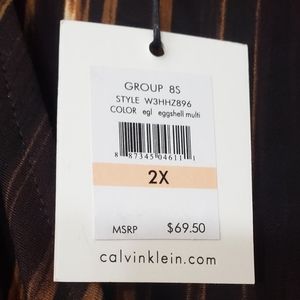 GROUP 8S
STYLE W3HHZ896
COLOR egl eggshell multi
8 87345 04611 1
2X
MSRP $69.50
calvinklein.com